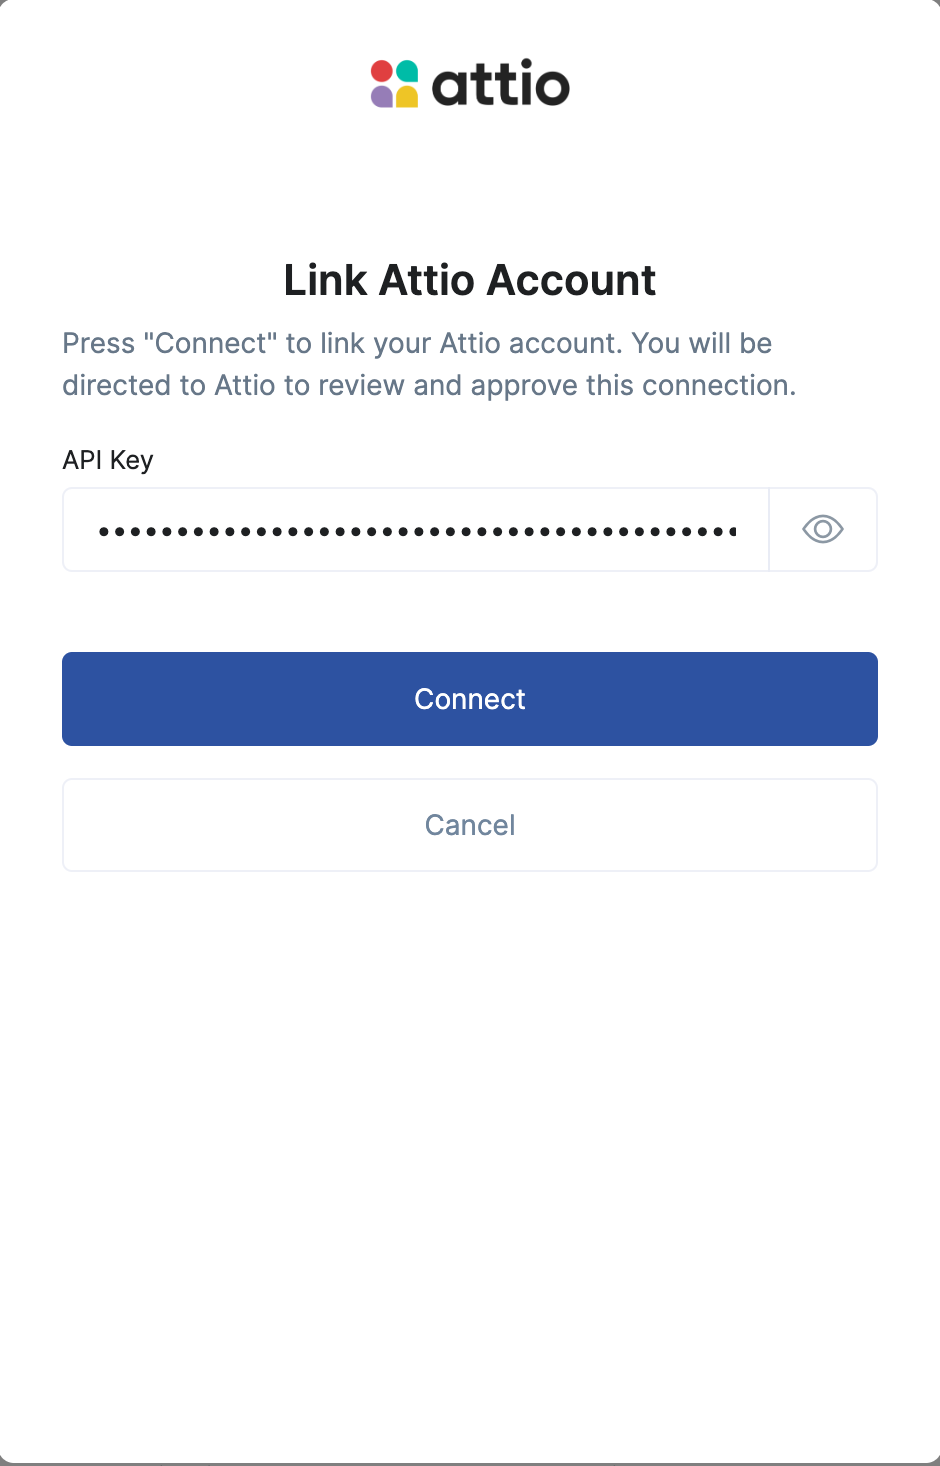 attio
Link Attio Account
Press "Connect" to link your Attio account. You will be
directed to Attio to review and approve this connection.
API Key
Connect
Cancel